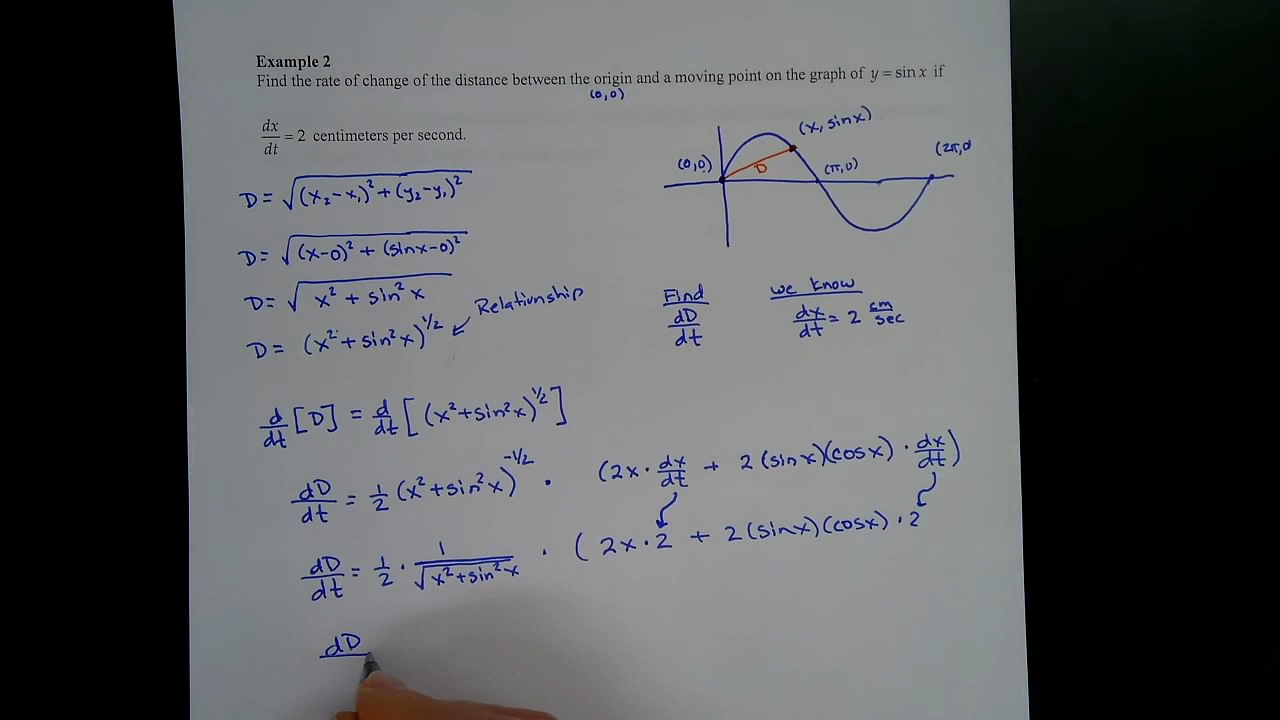 Example 2
Find the rate of change of the distance between the origin and a moving point on the graph of y = sin x if
(0,0)
dx/dt = 2 centimeters per second.
(x, sinx)
(0,0)
D
(π,0)
(2π,0
D = √((x₂-x₁)² + (y₂-y₁)²)
D = √((x-0)² + (sinx-0)²)
D = √(x² + sin²x)
Relationship
D = (x² + sin²x)^1/2
Find
dD/dt
we know
dx/dt = 2 cm/sec
d/dt [D] = d/dt [(x²+sin²x)^1/2]
dD/dt = 1/2 (x²+sin²x)^-1/2 · (2x · dx/dt + 2(sinx)(cosx) · dx/dt)
dD/dt = 1/2 · 1/√(x²+sin²x) · ( 2x · 2 + 2(sinx)(cosx) · 2
dD